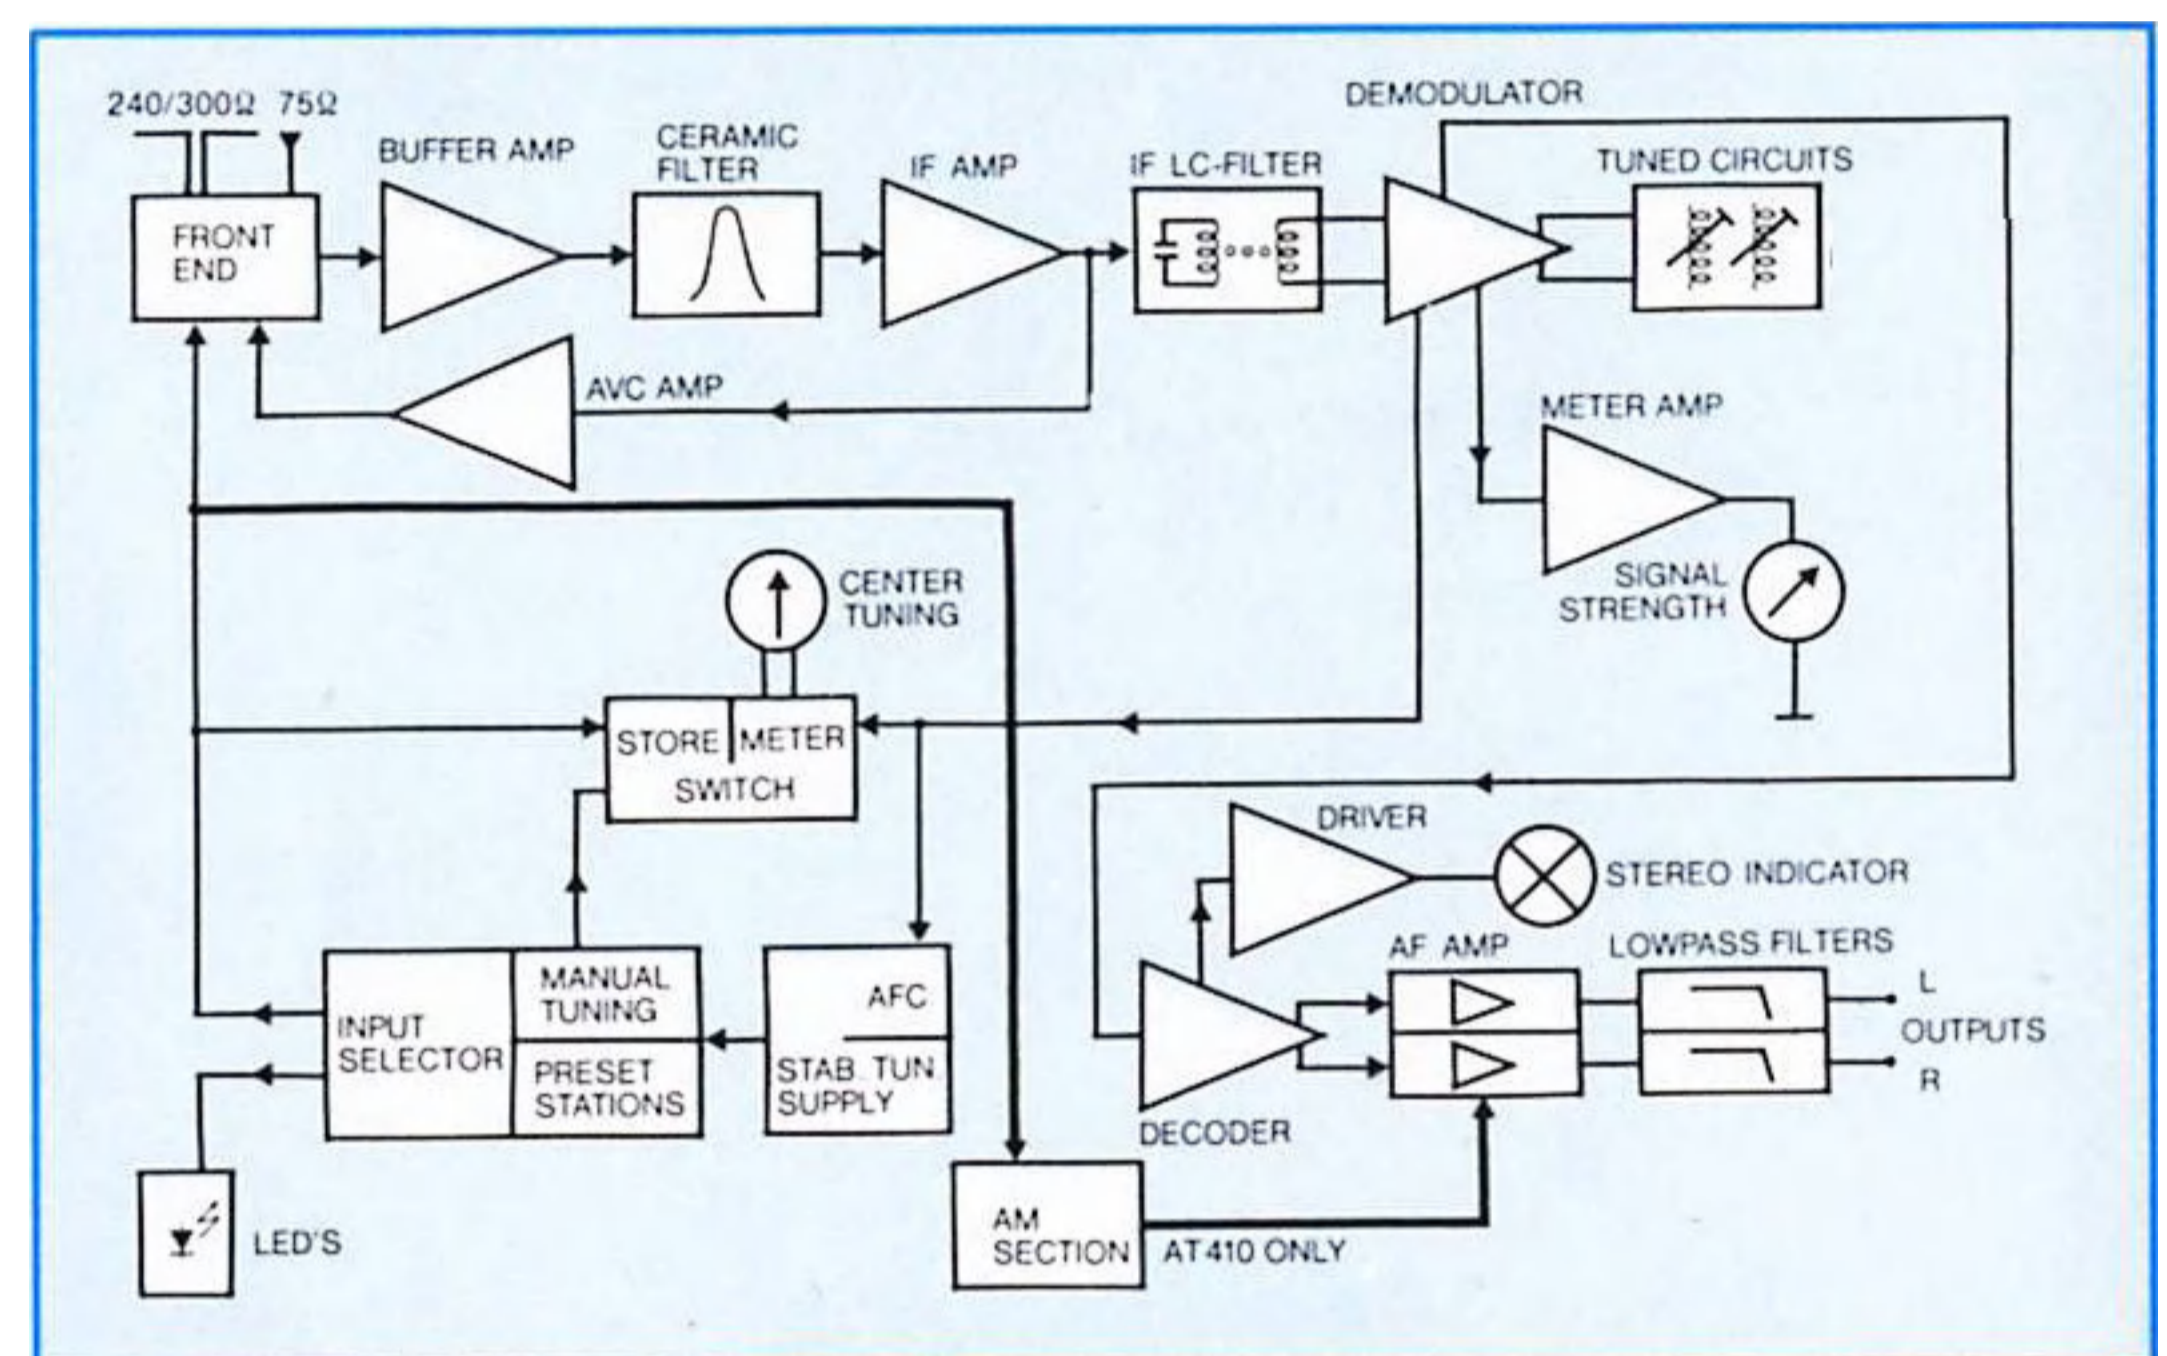 240/300Ω 75Ω
BUFFER AMP
CERAMIC
FILTER
IF AMP
IF LC-FILTER
DEMODULATOR
TUNED CIRCUITS
FRONT
END
AVC AMP
METER AMP
SIGNAL
STRENGTH
CENTER
TUNING
STORE METER
SWITCH
DRIVER
STEREO INDICATOR
AF AMP
LOWPASS FILTERS
L
OUTPUTS
R
DECODER
INPUT
SELECTOR
MANUAL
TUNING
PRESET
STATIONS
AFC
STAB. TUN.
SUPPLY
LED'S
AM
SECTION
AT410 ONLY